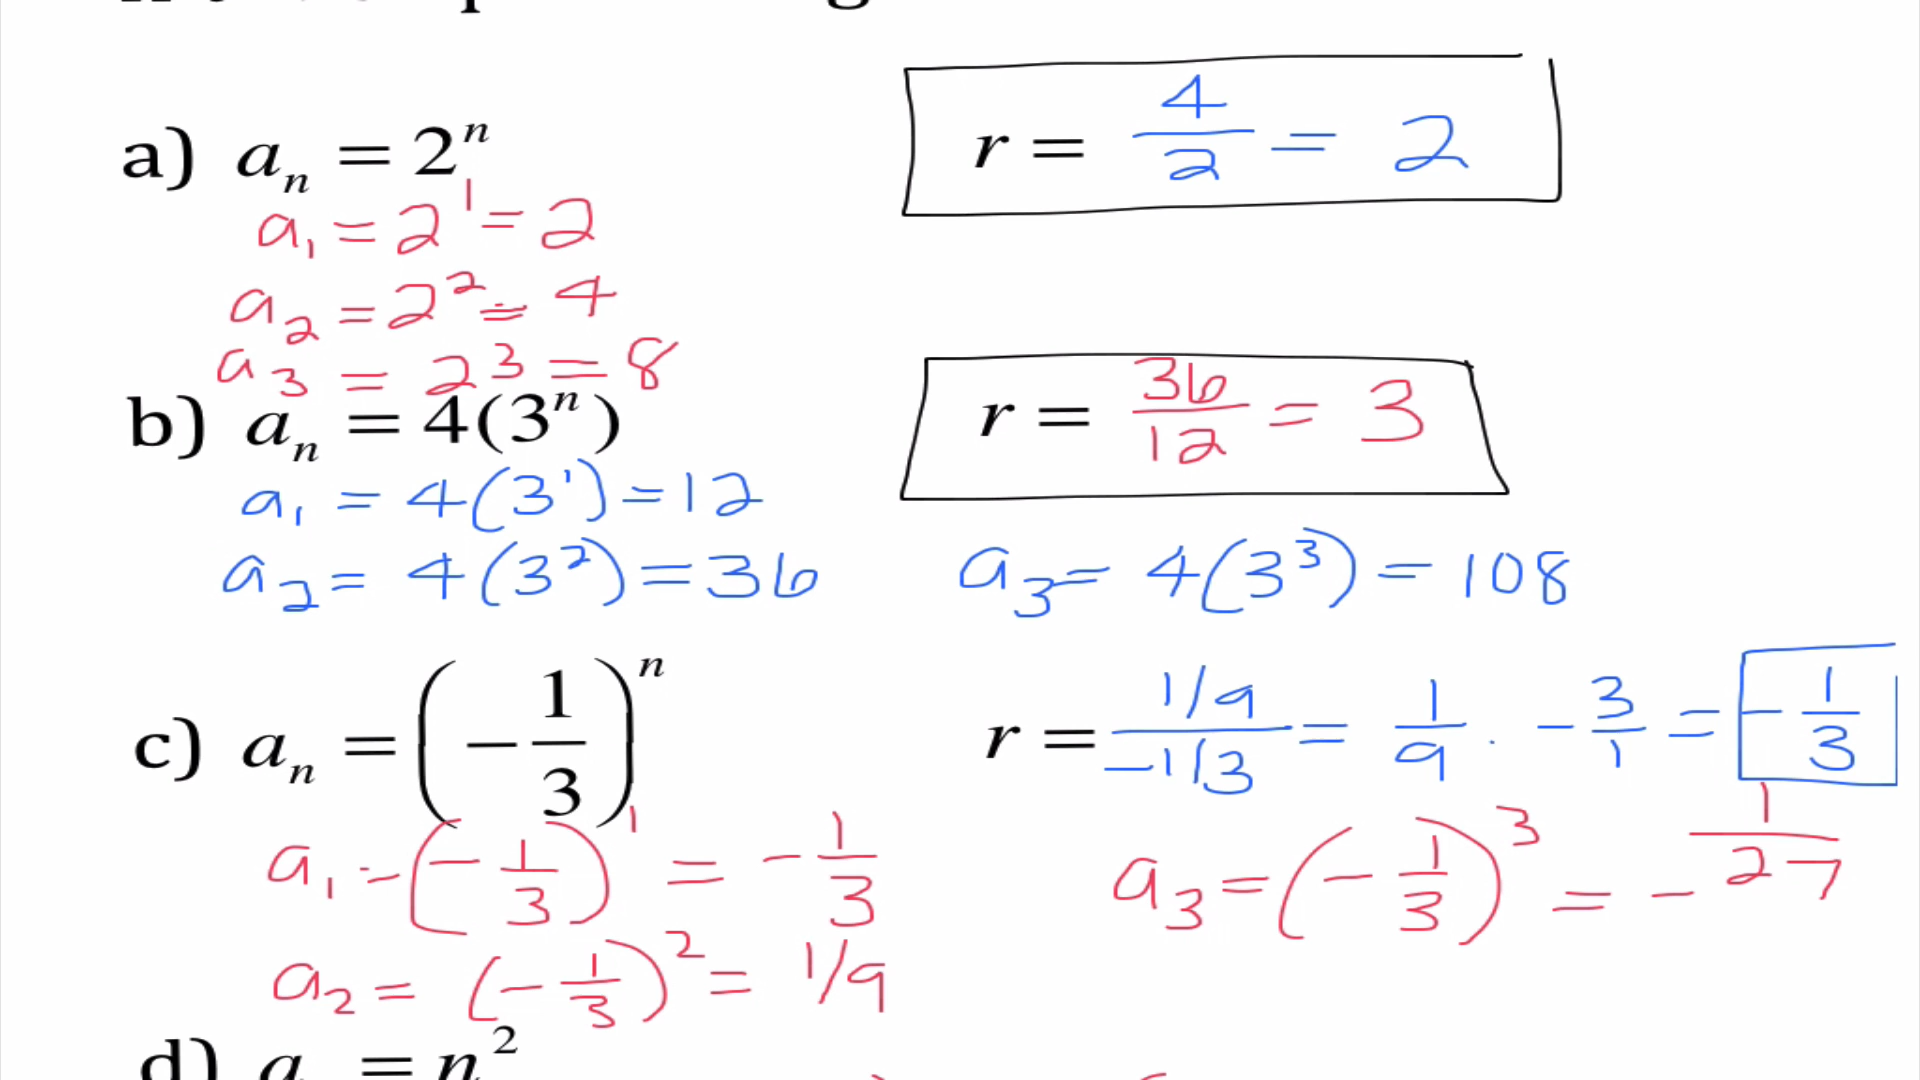 a) aₙ = 2ⁿ
r = 4/2 = 2
a₁ = 2¹ = 2
a₂ = 2² = 4
a₃ = 2³ = 8
b) aₙ = 4(3ⁿ)
r = 36/12 = 3
a₁ = 4(3¹) = 12
a₂ = 4(3²) = 36
a₃ = 4(3³) = 108
c) aₙ = (-1/3)ⁿ
r = (1/9)/(-1/3) = 1/9 · -3/1 = -1/3
a₁ = (-1/3)¹ = -1/3
a₃ = (-1/3)³ = -1/27
a₂ = (-1/3)² = 1/9
d) a = n²